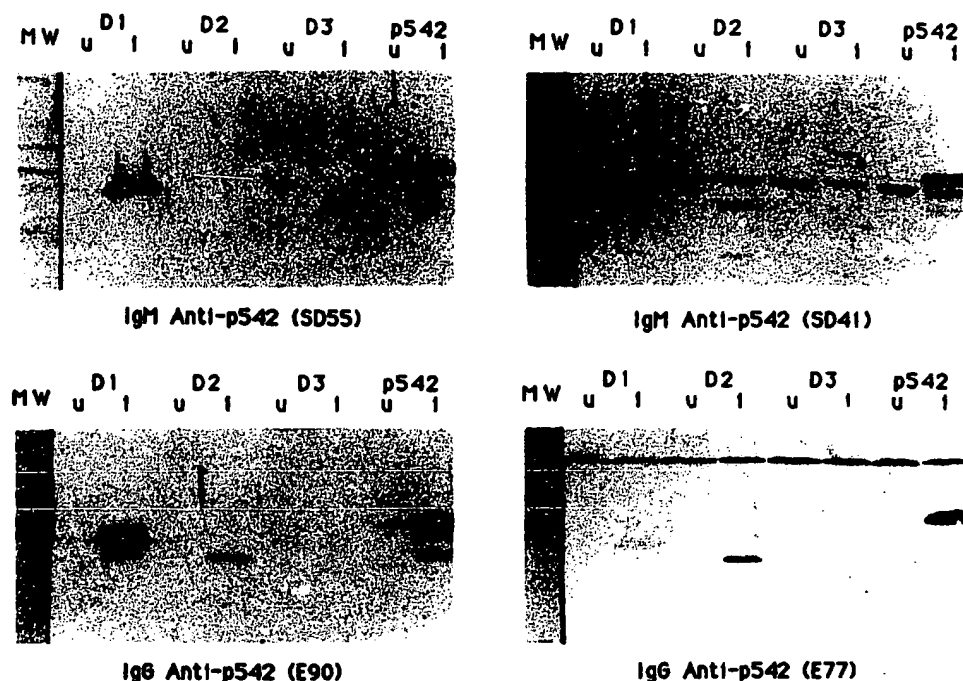 D1 D2 D3 p542
MW u i u i u i u i
D1 D2 D3 p542
MW u i u i u i u i
IgM Anti-p542 (SD55)
IgM Anti-p542 (SD41)
D1 D2 D3 p542
MW u i u i u i u i
D1 D2 D3 p542
MW u i u i u i u i
IgG Anti-p542 (E90)
IgG Anti-p542 (E77)